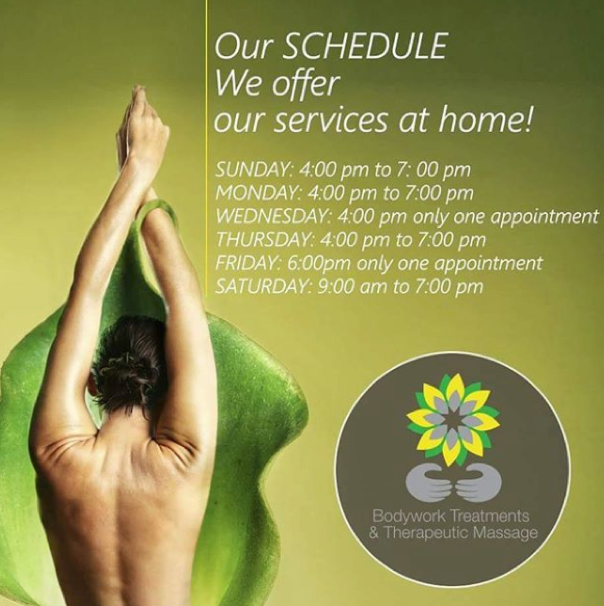 Our SCHEDULE
We offer
our services at home!
SUNDAY: 4:00 pm to 7: 00 pm
MONDAY: 4:00 pm to 7:00 pm
WEDNESDAY: 4:00 pm only one appointment
THURSDAY: 4:00 pm to 7:00 pm
FRIDAY: 6:00pm only one appointment
SATURDAY: 9:00 am to 7:00 pm
Bodywork Treatments
& Therapeutic Massage